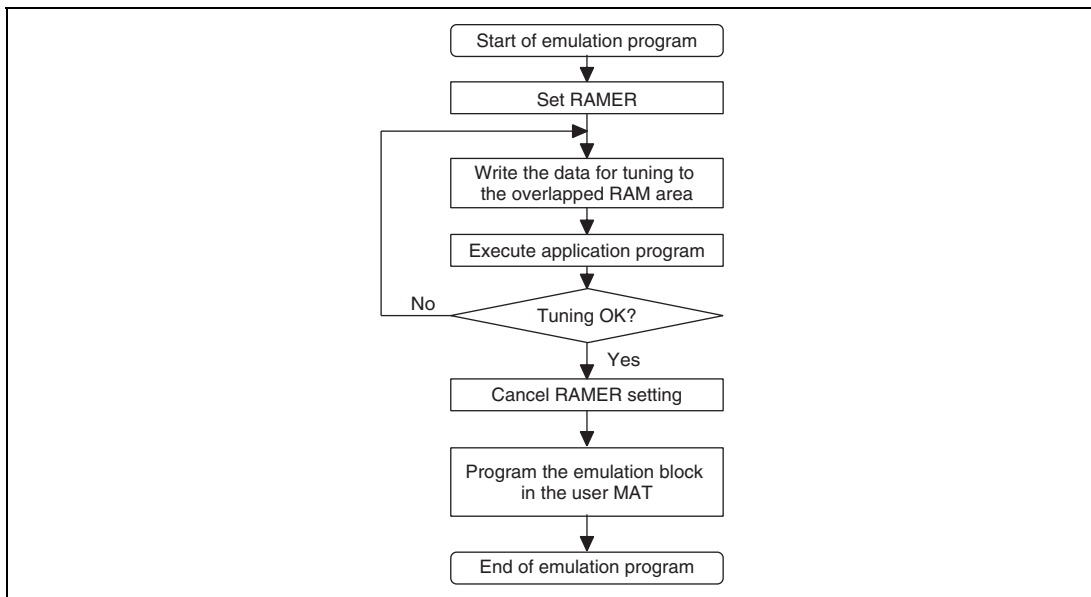 Start of emulation program
Set RAMER
Write the data for tuning to
the overlapped RAM area
Execute application program
No
Tuning OK?
Yes
Cancel RAMER setting
Program the emulation block
in the user MAT
End of emulation program